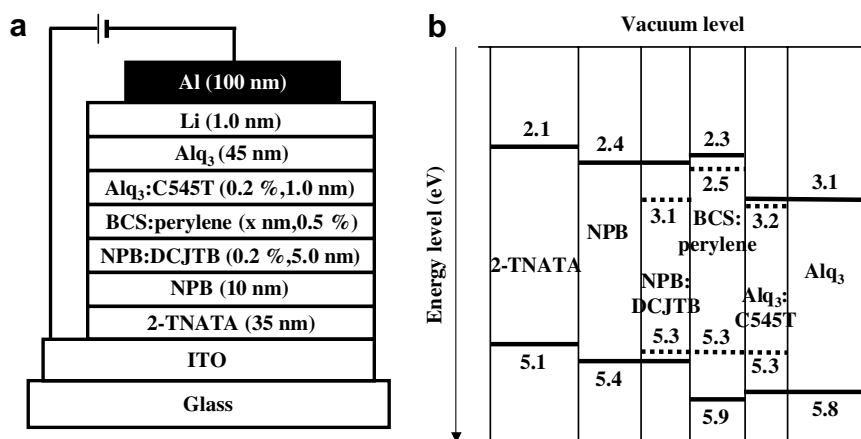 a
Al (100 nm)
Li (1.0 nm)
Alq3 (45 nm)
Alq3:C545T (0.2 %,1.0 nm)
BCS:perylene (x nm,0.5 %)
NPB:DCJTB (0.2 %,5.0 nm)
NPB (10 nm)
2-TNATA (35 nm)
ITO
Glass
b
Vacuum level
Energy level (eV)
2.1
2.4
2.3
2.5
3.1
3.1
3.2
2-TNATA
NPB
NPB:
DCJTB
BCS:
perylene
Alq3:
C545T
Alq3
5.3
5.3
5.3
5.1
5.4
5.9
5.8